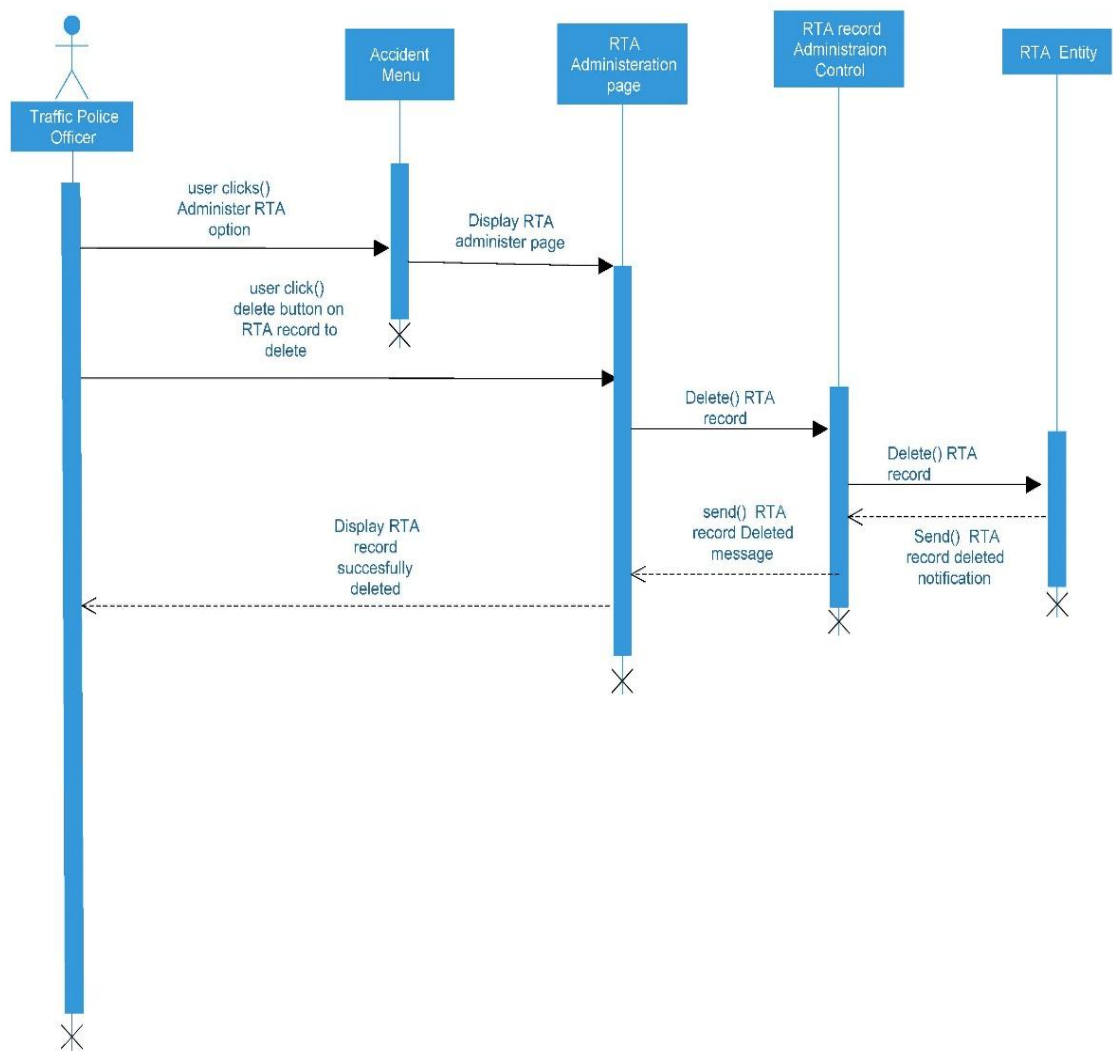 Traffic Police
Officer
Accident
Menu
RTA
Administeration
page
RTA record
Administraion
Control
RTA  Entity
user clicks()
Administer RTA
option
Display RTA
administer page
user click()
delete button on
RTA record to
delete
Delete() RTA
record
Delete() RTA
record
send()  RTA
record Deleted
message
Send()  RTA
record deleted
notification
Display RTA
record
succesfully
deleted